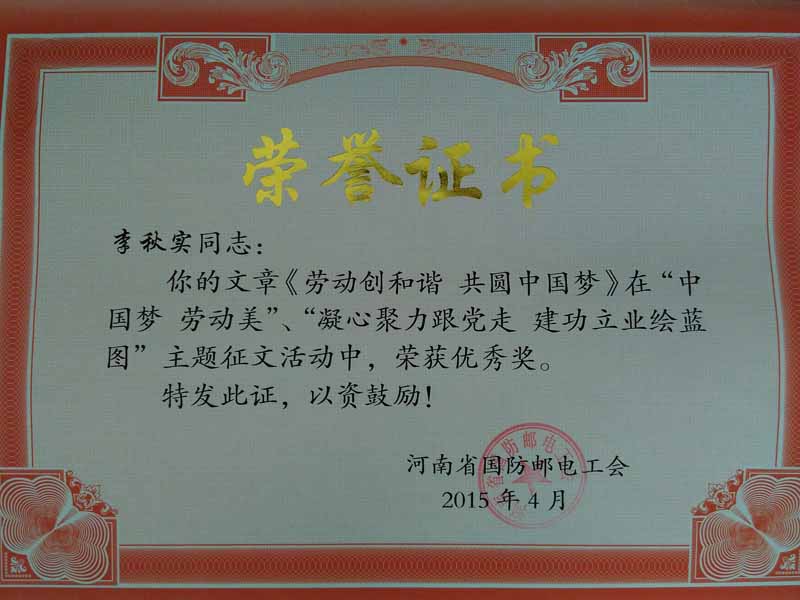 荣誉证书
李秋实同志：
你的文章《劳动创和谐 共圆中国梦》在“中
国梦 劳动美”、“凝心聚力跟党走 建功立业绘蓝
图”主题征文活动中，荣获优秀奖。
特发此证，以资鼓励！
河南省国防邮电工会
2015 年 4 月